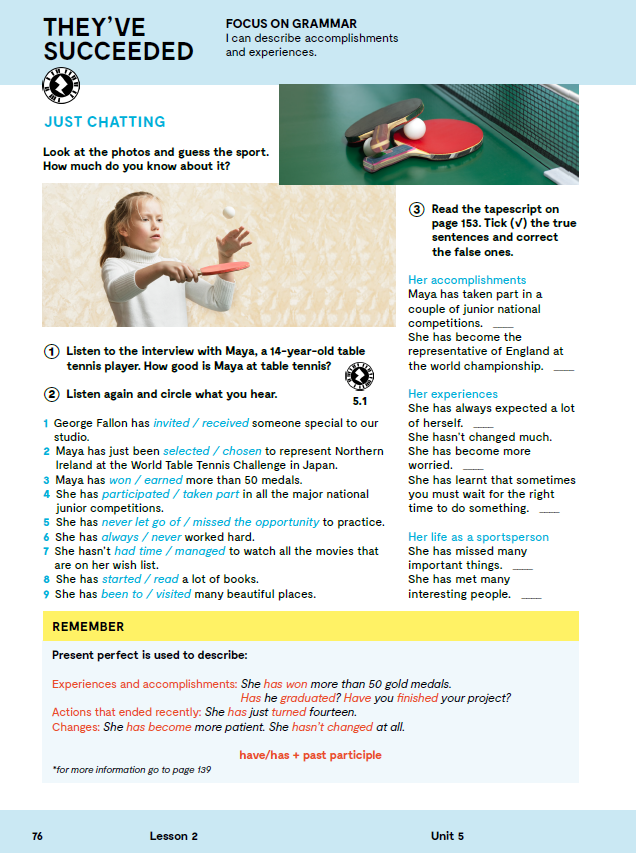 THEY’VE
SUCCEEDED
FOCUS ON GRAMMAR
I can describe accomplishments
and experiences.
JUST CHATTING
Look at the photos and guess the sport.
How much do you know about it?
1 Listen to the interview with Maya, a 14-year-old table
tennis player. How good is Maya at table tennis?
2 Listen again and circle what you hear.
5.1
1 George Fallon has invited / received someone special to our
studio.
2 Maya has just been selected / chosen to represent Northern
Ireland at the World Table Tennis Challenge in Japan.
3 Maya has won / earned more than 50 medals.
4 She has participated / taken part in all the major national
junior competitions.
5 She has never let go of / missed the opportunity to practice.
6 She has always / never worked hard.
7 She hasn’t had time / managed to watch all the movies that
are on her wish list.
8 She has started / read a lot of books.
9 She has been to / visited many beautiful places.
3 Read the tapescript on
page 153. Tick (√) the true
sentences and correct
the false ones.
Her accomplishments
Maya has taken part in a
couple of junior national
competitions. ___
She has become the
representative of England at
the world championship. ___
Her experiences
She has always expected a lot
of herself. ___
She hasn’t changed much.
She has become more
worried. ___
She has learnt that sometimes
you must wait for the right
time to do something. ___
Her life as a sportsperson
She has missed many
important things. ___
She has met many
interesting people. ___
REMEMBER
Present perfect is used to describe:
Experiences and accomplishments: She has won more than 50 gold medals.
Has he graduated? Have you finished your project?
Actions that ended recently: She has just turned fourteen.
Changes: She has become more patient. She hasn’t changed at all.
have/has + past participle
*for more information go to page 139
76 Lesson 2 Unit 5